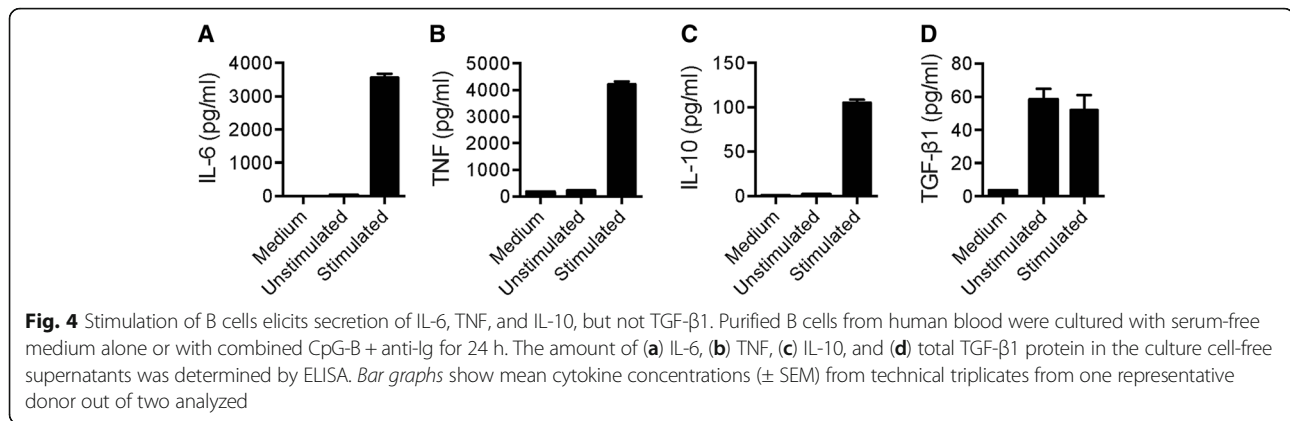 A
B
C
D
IL-6 (pg/ml)
4000
3000
2000
1000
0
Medium
Unstimulated
Stimulated
TNF (pg/ml)
5000
4000
3000
2000
1000
0
Medium
Unstimulated
Stimulated
IL-10 (pg/ml)
150
100
50
0
Medium
Unstimulated
Stimulated
TGF-β1 (pg/ml)
80
60
40
20
0
Medium
Unstimulated
Stimulated
Fig. 4 Stimulation of B cells elicits secretion of IL-6, TNF, and IL-10, but not TGF-β1. Purified B cells from human blood were cultured with serum-free
medium alone or with combined CpG-B + anti-Ig for 24 h. The amount of (a) IL-6, (b) TNF, (c) IL-10, and (d) total TGF-β1 protein in the culture cell-free
supernatants was determined by ELISA. Bar graphs show mean cytokine concentrations (± SEM) from technical triplicates from one representative
donor out of two analyzed